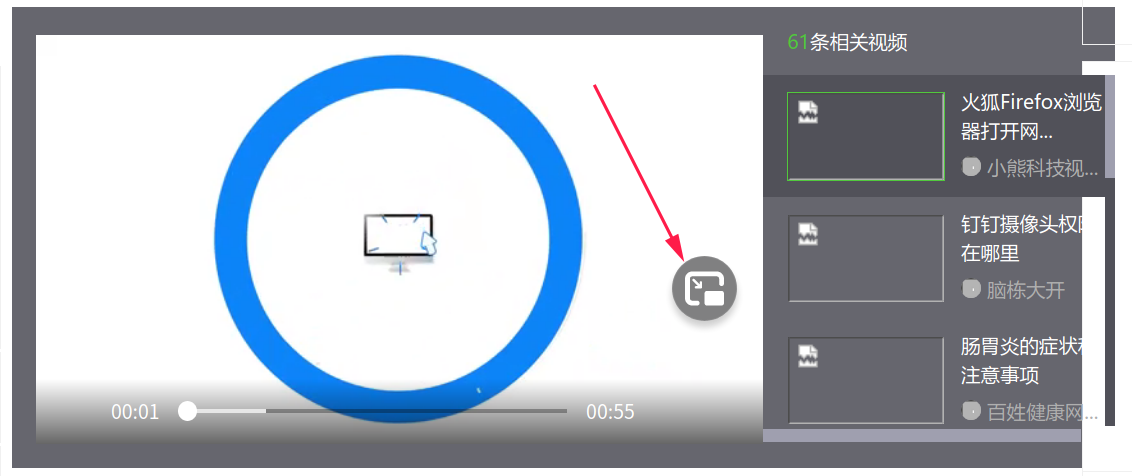 61条相关视频
火狐Firefox浏览
器打开网...
小熊科技视...
钉钉摄像头权
在哪里
脑栋大开
肠胃炎的症状
注意事项
百姓健康网...
00:01
00:55